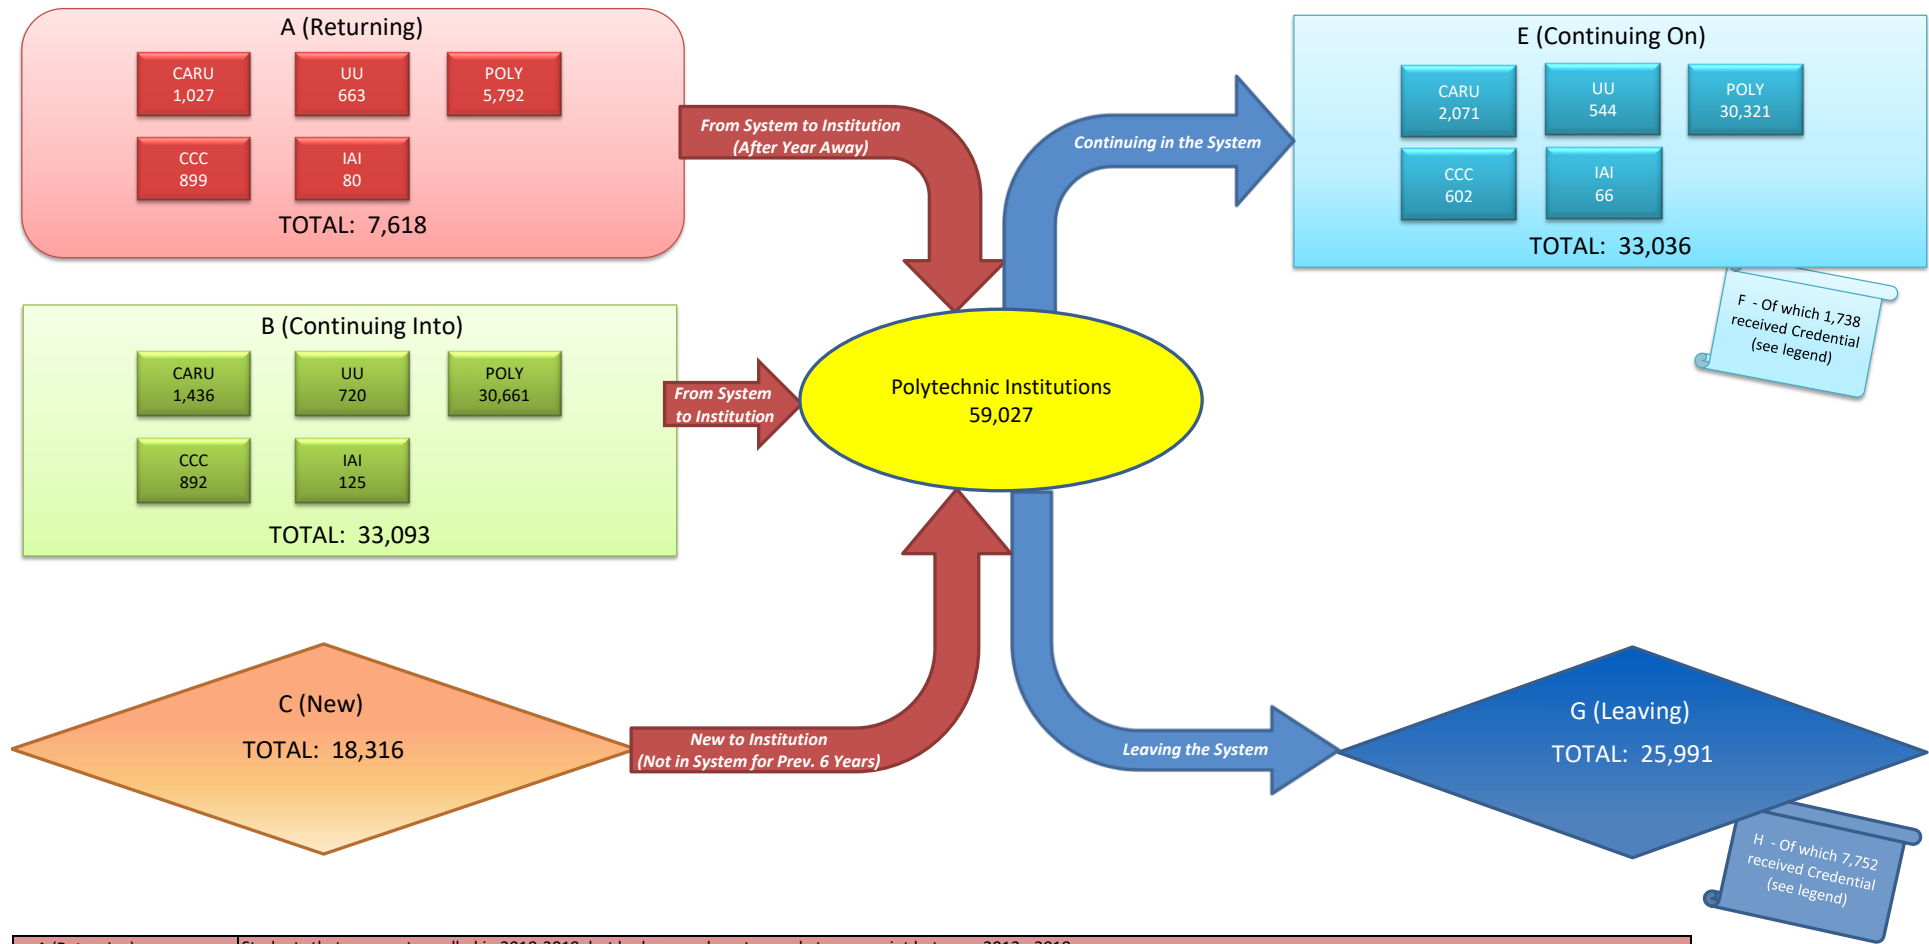 A (Returning)
CARU
1,027
UU
663
POLY
5,792
CCC
899
IAI
80
TOTAL: 7,618
From System to Institution
(After Year Away)
B (Continuing Into)
CARU
1,436
UU
720
POLY
30,661
CCC
892
IAI
125
TOTAL: 33,093
From System
to Institution
C (New)
TOTAL: 18,316
New to Institution
(Not in System for Prev. 6 Years)
Polytechnic Institutions
59,027
Continuing in the System
E (Continuing On)
CARU
2,071
UU
544
POLY
30,321
CCC
602
IAI
66
TOTAL: 33,036
F - Of which 1,738
received Credential
(see legend)
Leaving the System
G (Leaving)
TOTAL: 25,991
H - Of which 7,752
received Credential
(see legend)